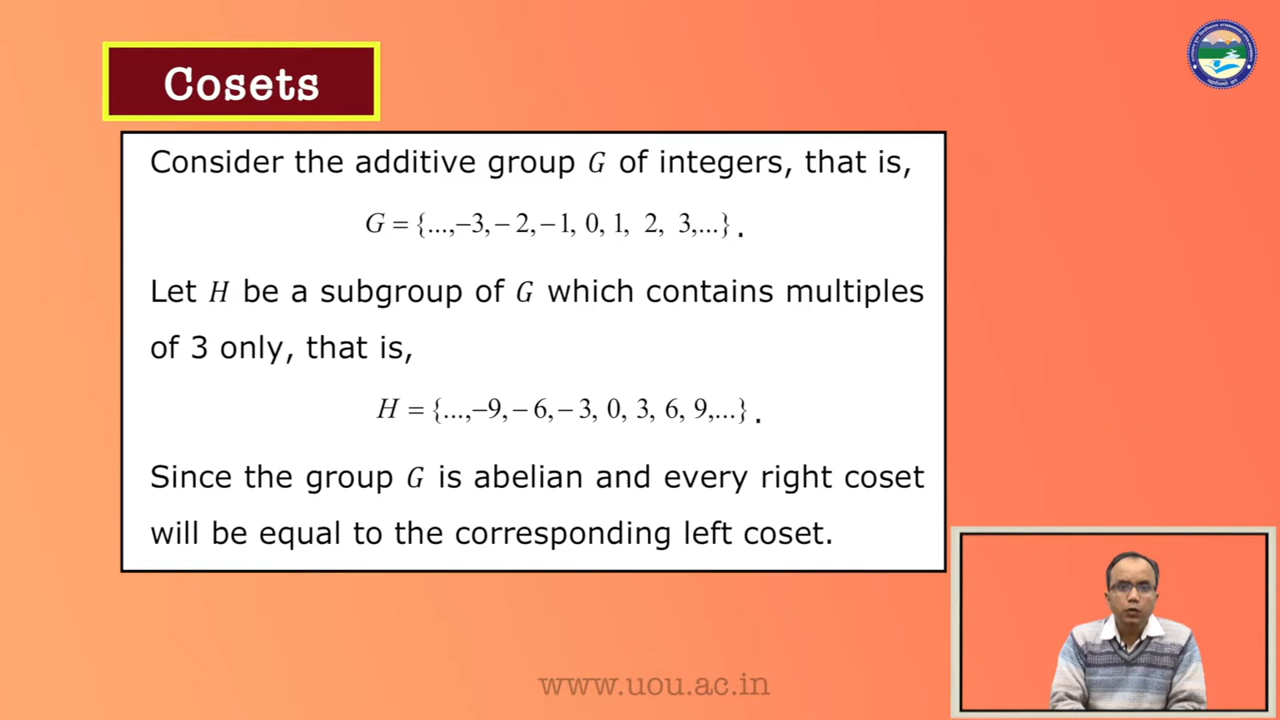 Cosets
Consider the additive group G of integers, that is,
G = {...,−3,− 2,− 1, 0, 1, 2, 3,...} .
Let H be a subgroup of G which contains multiples
of 3 only, that is,
H = {...,−9,− 6,− 3, 0, 3, 6, 9,...} .
Since the group G is abelian and every right coset
will be equal to the corresponding left coset.
www.uou.ac.in